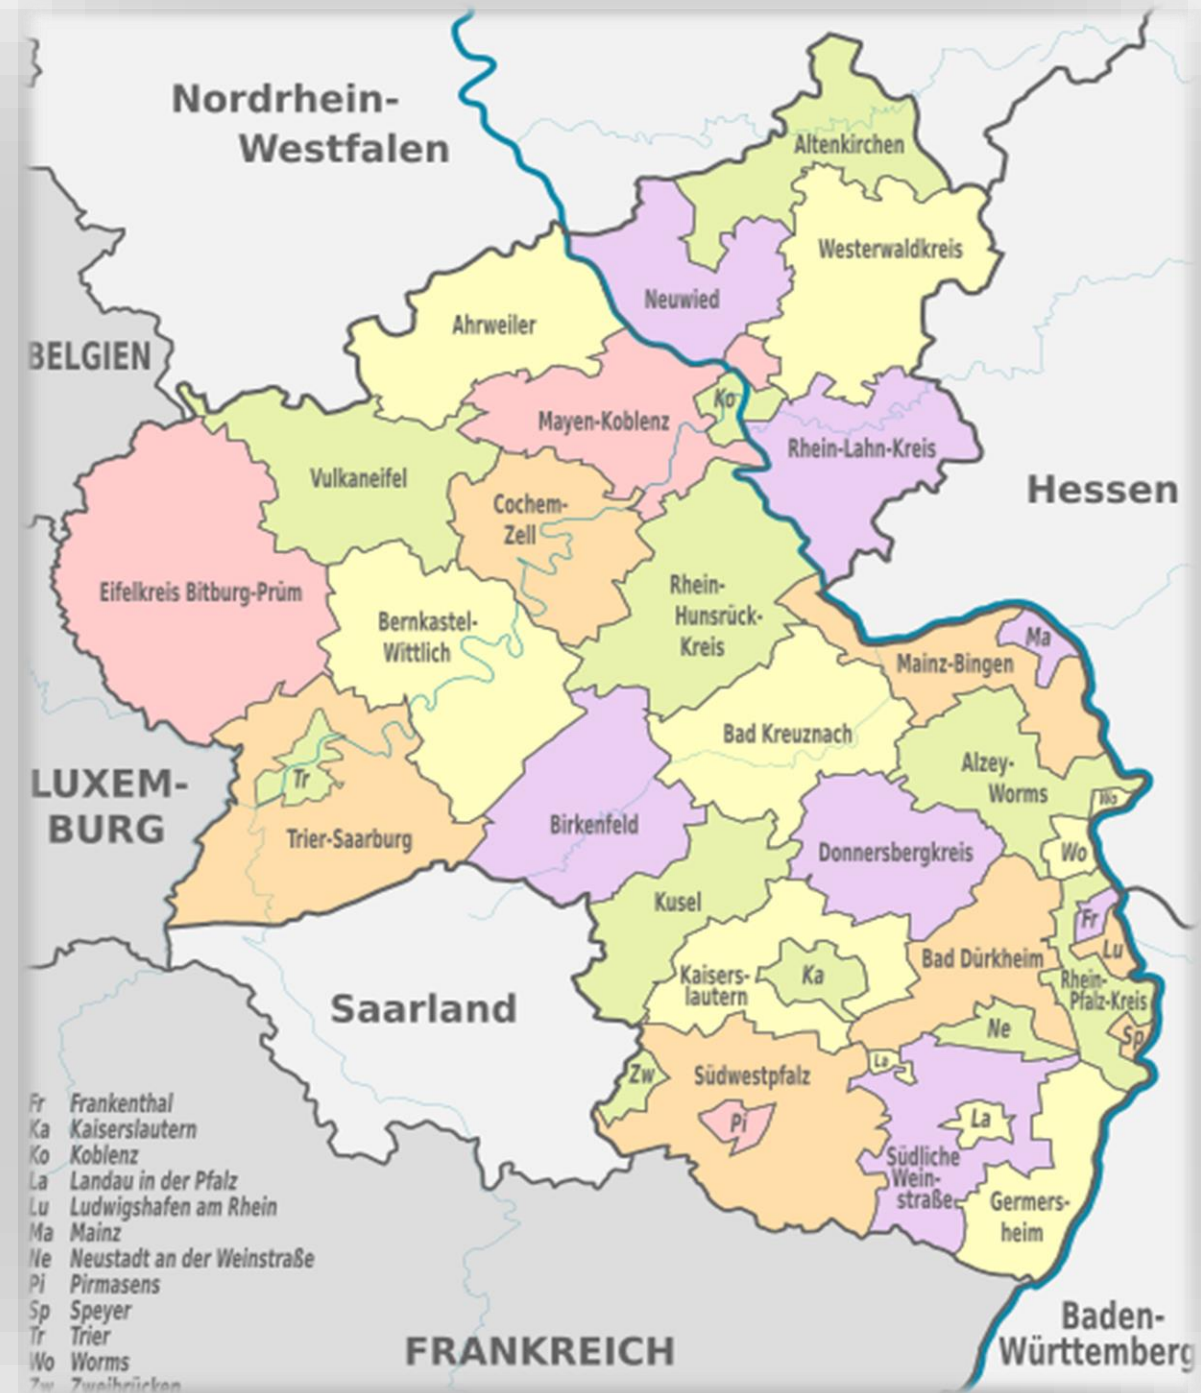 Nordrhein-
Westfalen
Altenkirchen
Westerwaldkreis
Neuwied
Ahrweiler
BELGIEN
Ko
Mayen-Koblenz
Rhein-Lahn-Kreis
Vulkaneifel
Hessen
Cochem-
Zell
Eifelkreis Bitburg-Prüm
Rhein-
Hunsrück-
Kreis
Bernkastel-
Wittlich
Ma
Mainz-Bingen
Bad Kreuznach
LUXEM-
BURG
Tr
Alzey-
Worms
Wo
Trier-Saarburg
Birkenfeld
Donnersbergkreis
Wo
Kusel
Fr
Lu
Bad Dürkheim
Kaisers-
lautern
Ka
Rhein-
Pfalz-Kreis
Saarland
Ne
Sp
La
Zw
Südwestpfalz
Pi
La
Südliche
Wein-
straße
Germers-
heim
Fr Frankenthal
Ka Kaiserslautern
Ko Koblenz
La Landau in der Pfalz
Lu Ludwigshafen am Rhein
Ma Mainz
Ne Neustadt an der Weinstraße
Pi Pirmasens
Sp Speyer
Tr Trier
Wo Worms
Zw Zweibrücken
FRANKREICH
Baden-
Württemberg